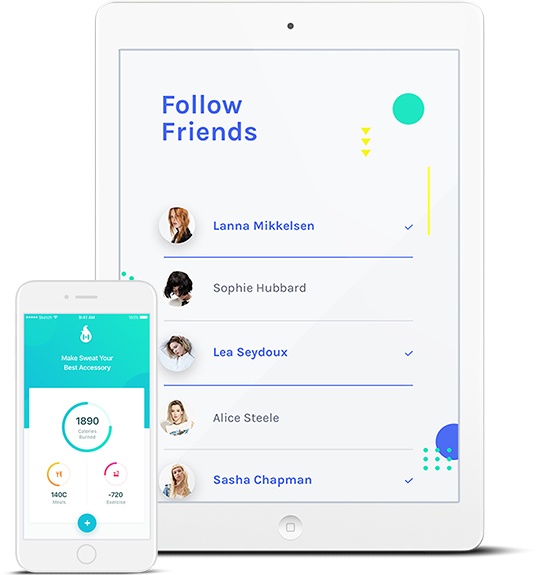 Follow
Friends
Lanna Mikkelsen
Sophie Hubbard
Lea Seydoux
Alice Steele
Sasha Chapman
Sketch 9:41 AM 100%
Make Sweat Your
Best Accessory
1890
Calories
Burned
140C -720
Meals Exercise
+